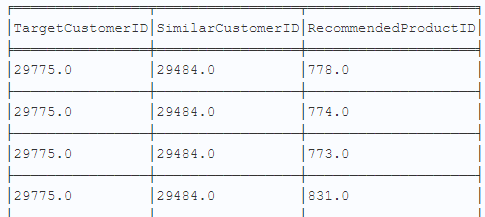 TargetCustomerID SimilarCustomerID RecommendedProductID
29775.0 29484.0 778.0
29775.0 29484.0 774.0
29775.0 29484.0 773.0
29775.0 29484.0 831.0